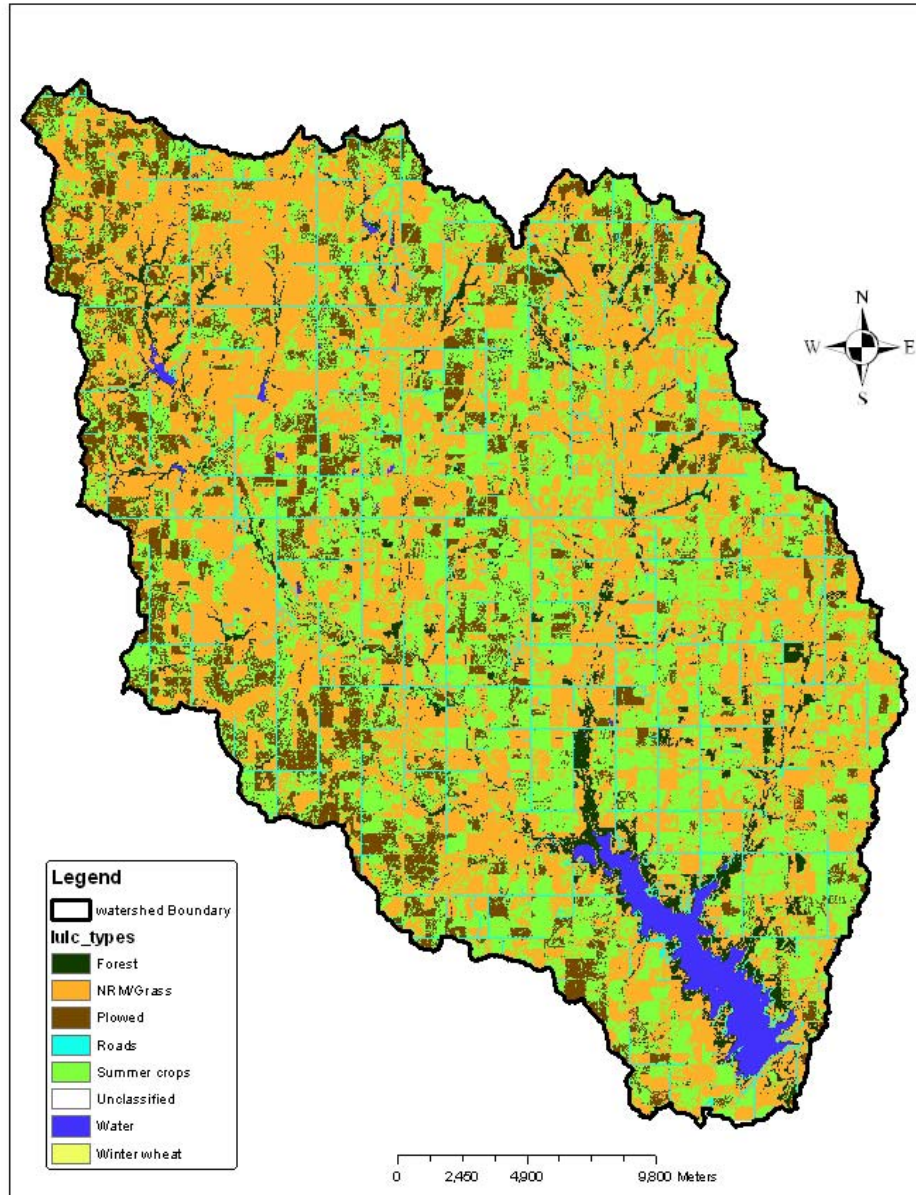 N
W E
S
Legend
watershed Boundary
lulc_types
Forest
NRM/Grass
Plowed
Roads
Summer crops
Unclassified
Water
Winter wheat
0 2,450 4,900 9,800 Meters